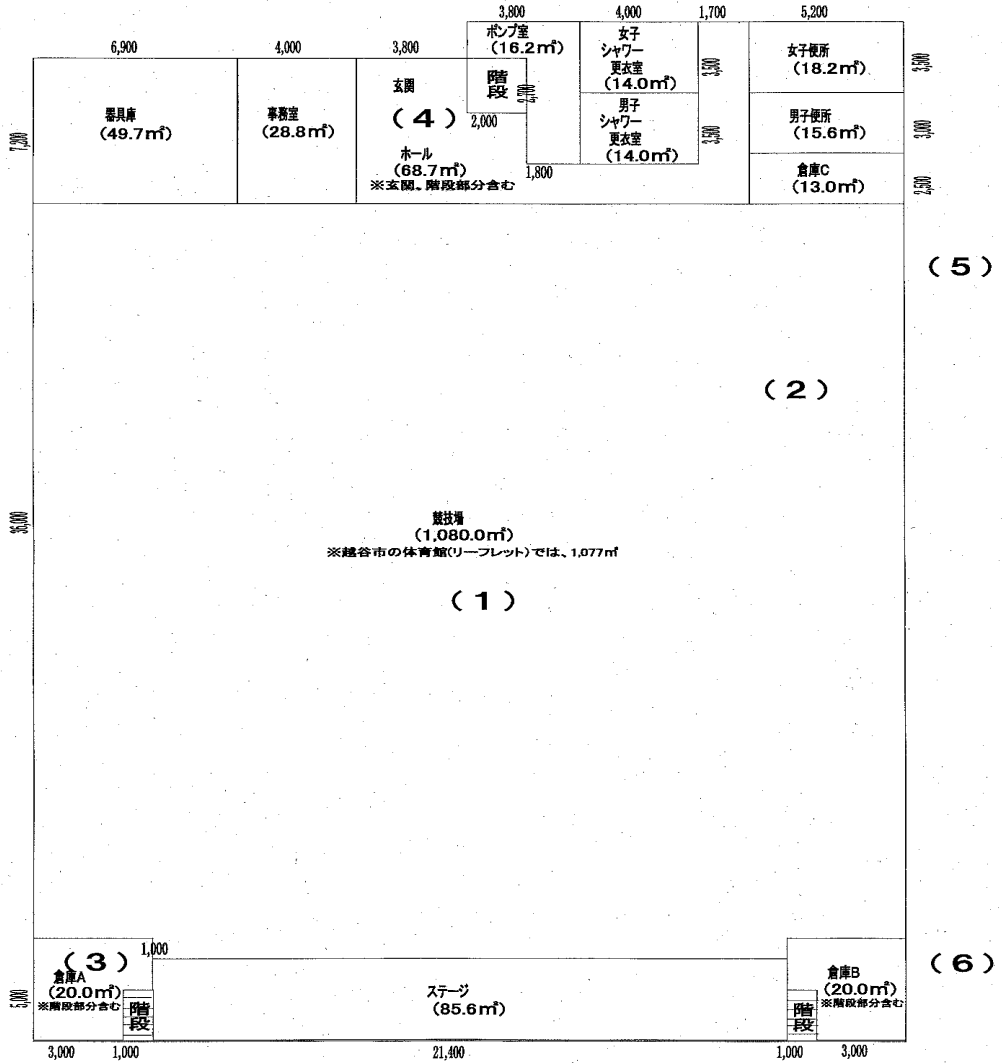 3,800
4,000
1,700
5,200
6,900
4,000
3,800
ポンプ室
(16.2㎡)
女子
シャワー
更衣室
(14.0㎡)
3,500
女子便所
(18.2㎡)
3,500
7,200
器具庫
(49.7㎡)
事務室
(28.8㎡)
玄関
(4)
ホール
(68.7㎡)
※玄関、階段部分含む
階段
2,700
2,000
1,800
男子
シャワー
更衣室
(14.0㎡)
3,500
男子便所
(15.6㎡)
3,000
倉庫C
(13.0㎡)
2,500
(5)
(2)
36,000
競技場
(1,080.0㎡)
※越谷市の体育館(リーフレット)では、1,077㎡
(1)
(3)
1,000
倉庫A
(20.0㎡)
※階段部分含む
階段
5,000
ステージ
(85.6㎡)
倉庫B
(20.0㎡)
※階段部分含む
階段
(6)
3,000
1,000
21,400
1,000
3,000